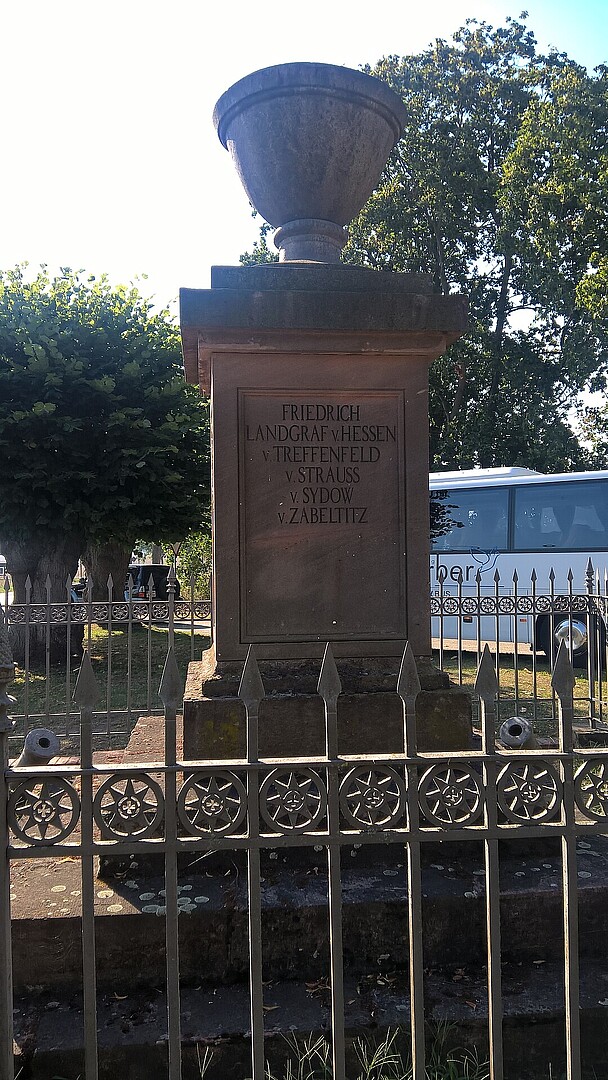 FRIEDRICH
LANDGRAF v. HESSEN
v. TREFFENFELD
v. STRAUSS
v. SYDOW
v. ZABELTITZ